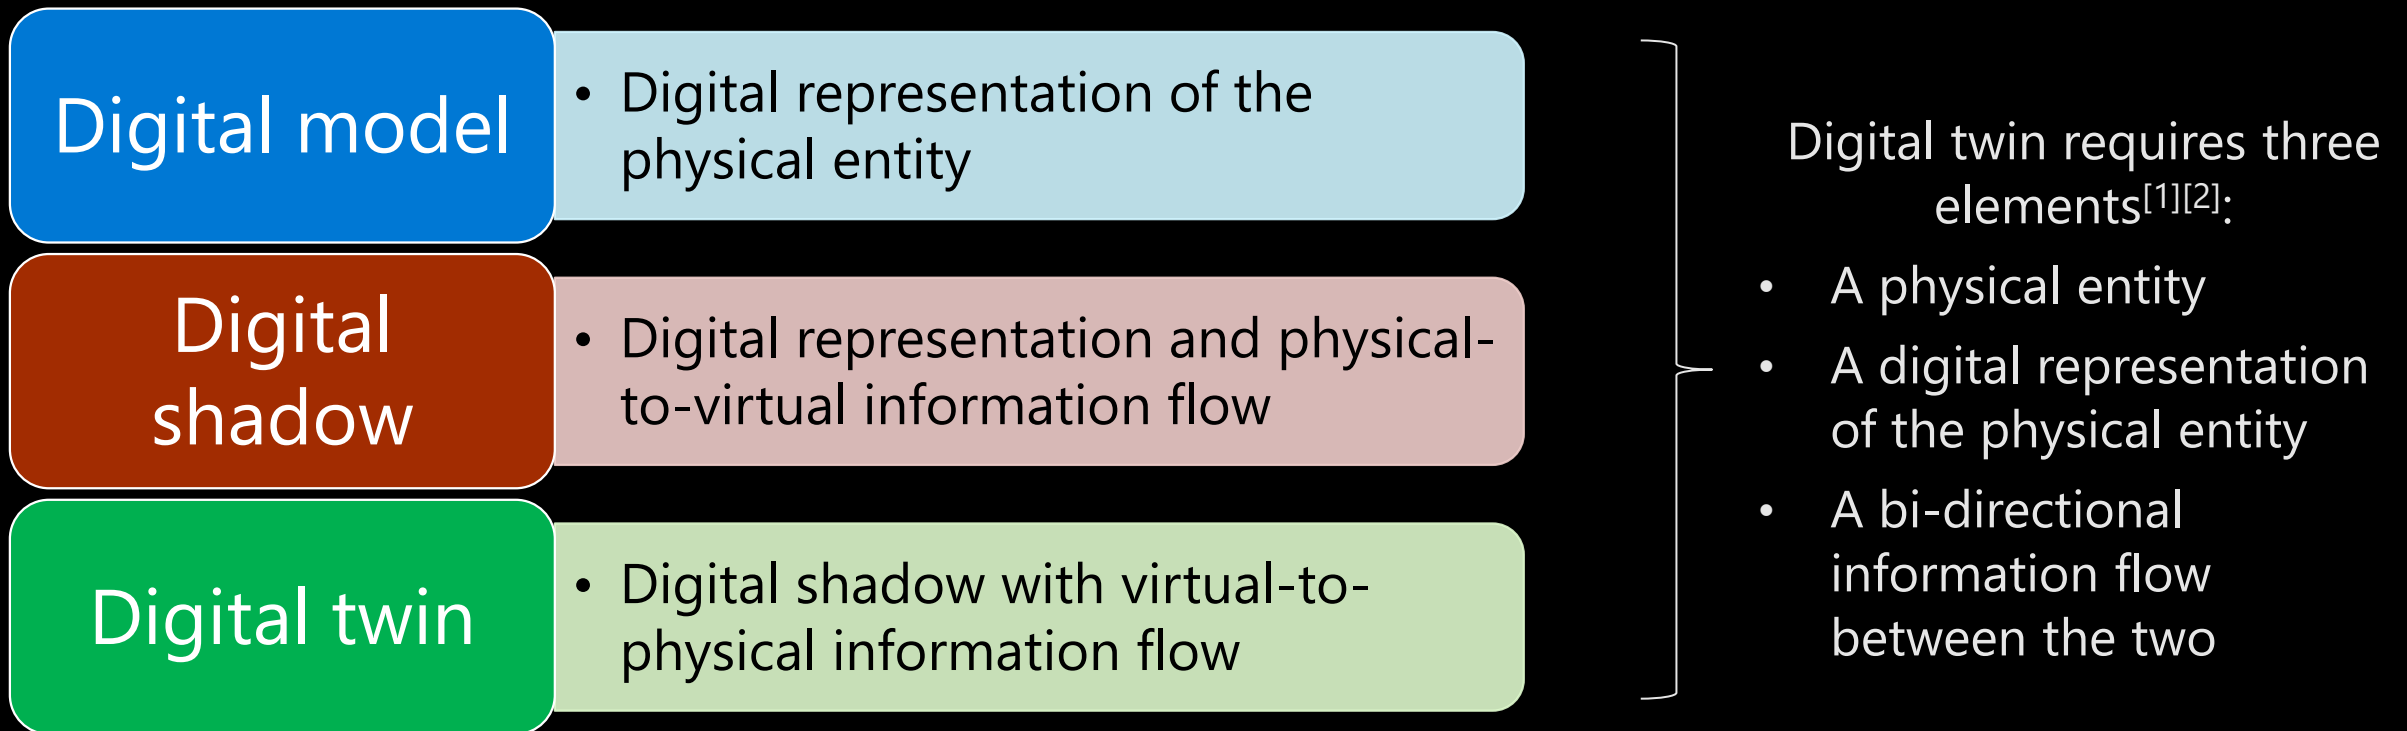 Digital model
• Digital representation of the
physical entity
Digital
shadow
• Digital representation and physical-
to-virtual information flow
Digital twin
• Digital shadow with virtual-to-
physical information flow
Digital twin requires three
elements[1][2]:
• A physical entity
• A digital representation
of the physical entity
• A bi-directional
information flow
between the two